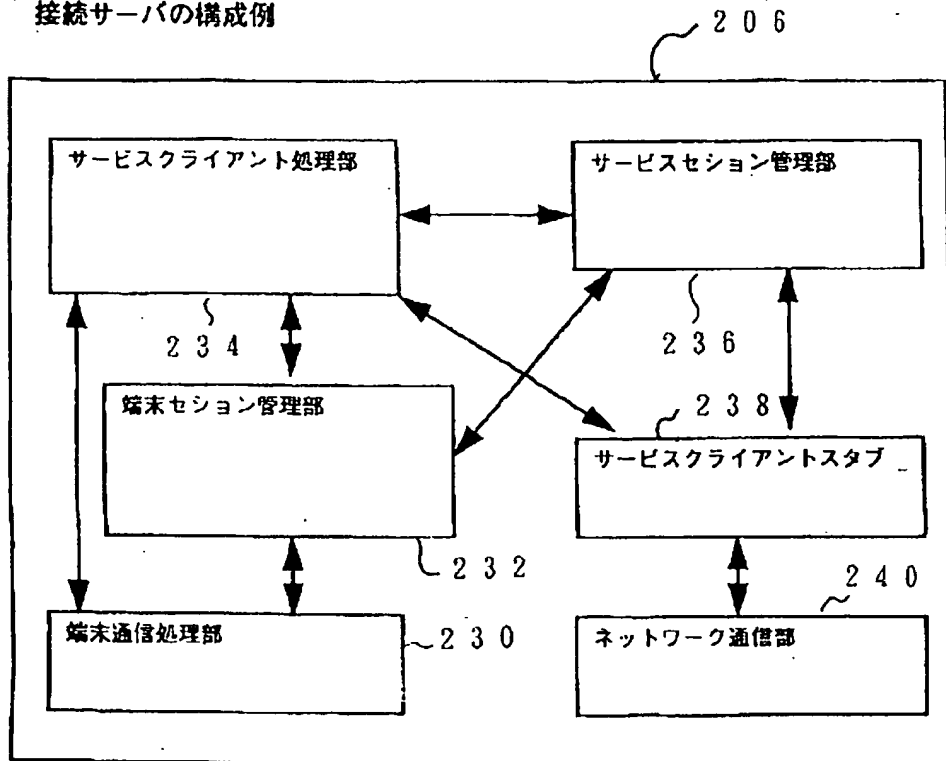 接続サーバの構成例
206
サービスクライアント処理部
サービスセション管理部
234
236
端末セション管理部
238
サービスクライアントスタブ
232
240
端末通信処理部
230
ネットワーク通信部